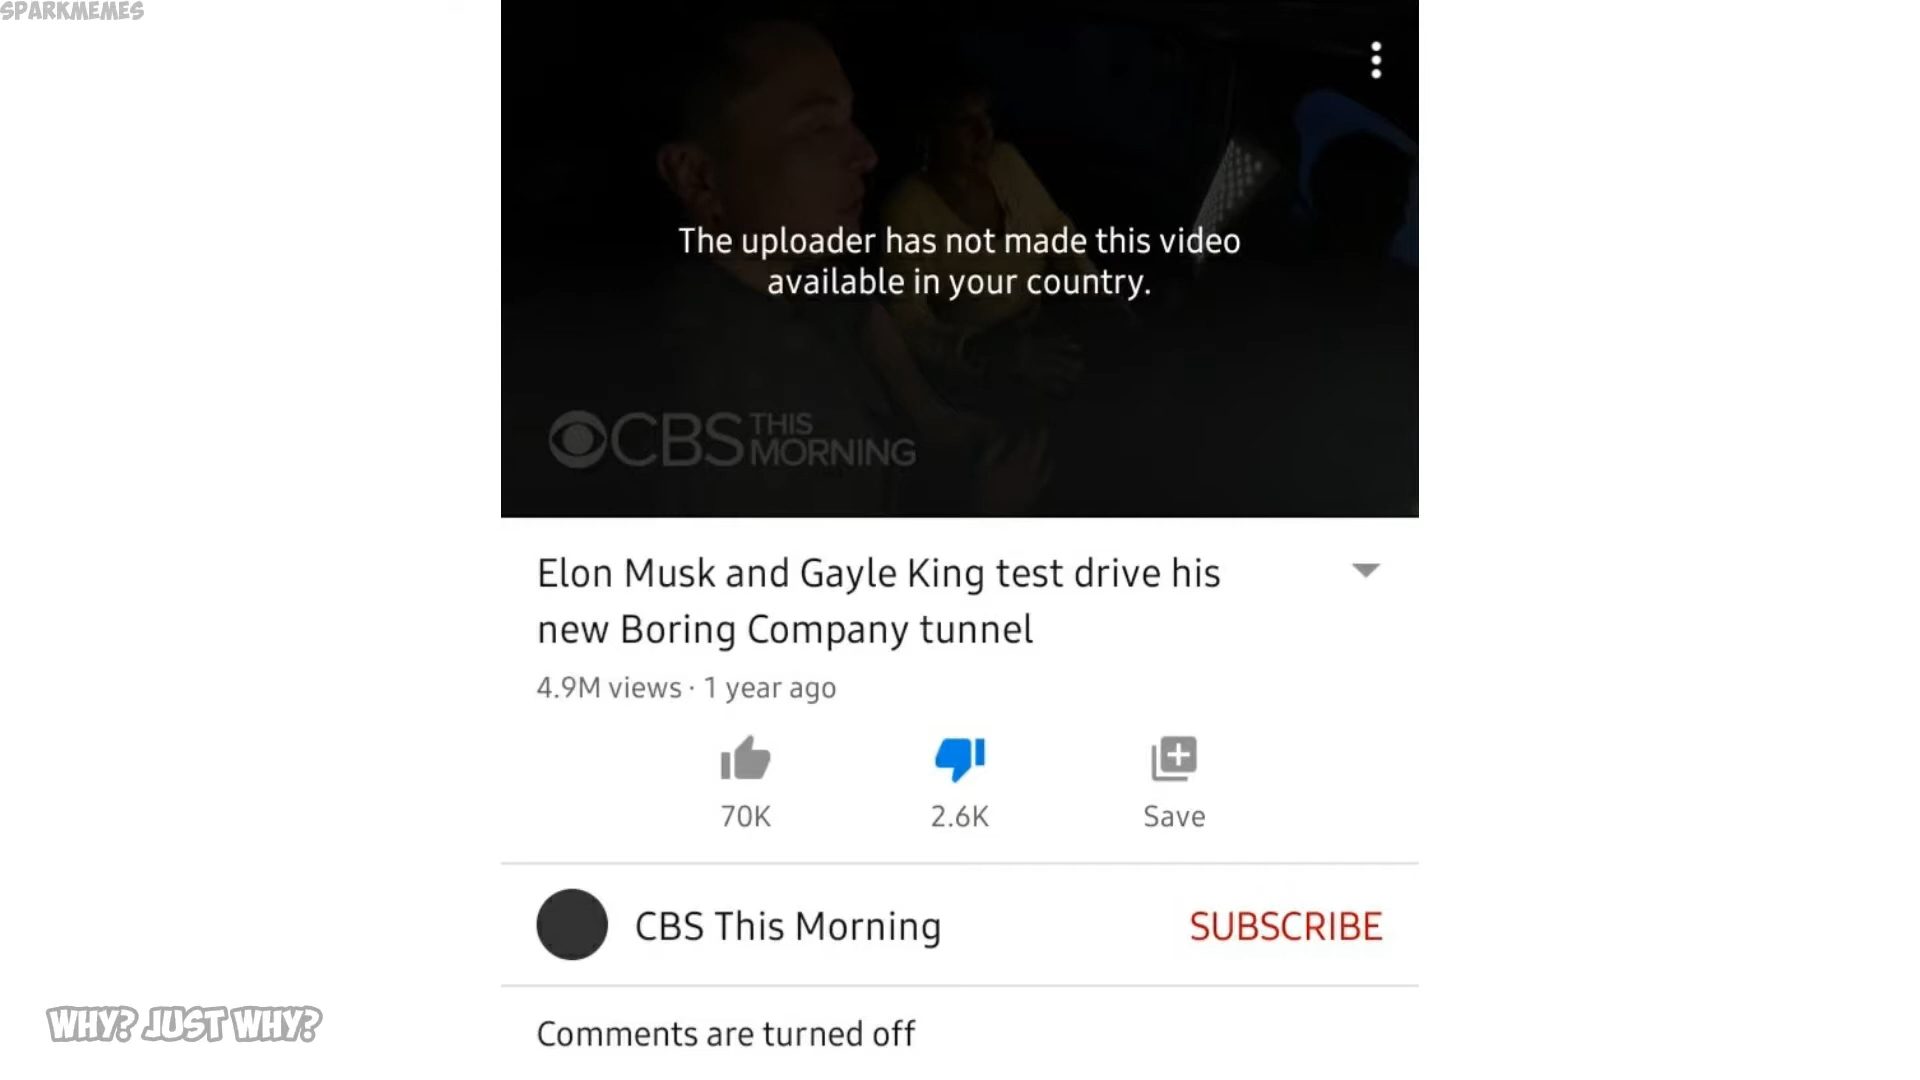 SPARKMEMES
The uploader has not made this video
available in your country.
CBS THIS MORNING
Elon Musk and Gayle King test drive his
new Boring Company tunnel
4.9M views · 1 year ago
70K
2.6K
Save
CBS This Morning
SUBSCRIBE
WHY? JUST WHY?
Comments are turned off